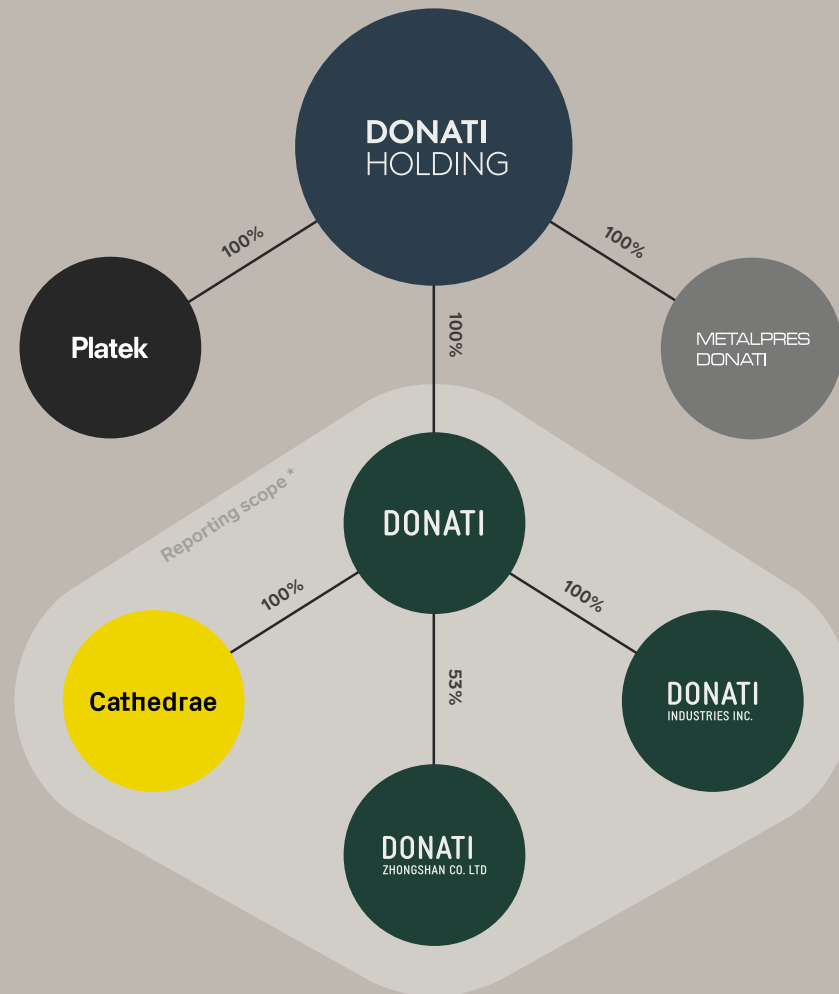 DONATI
HOLDING
100%
100%
100%
Platek
METALPRES
DONATI
Reporting scope *
DONATI
100%
100%
53%
Cathedrae
DONATI
INDUSTRIES INC.
DONATI
ZHONGSHAN CO. LTD